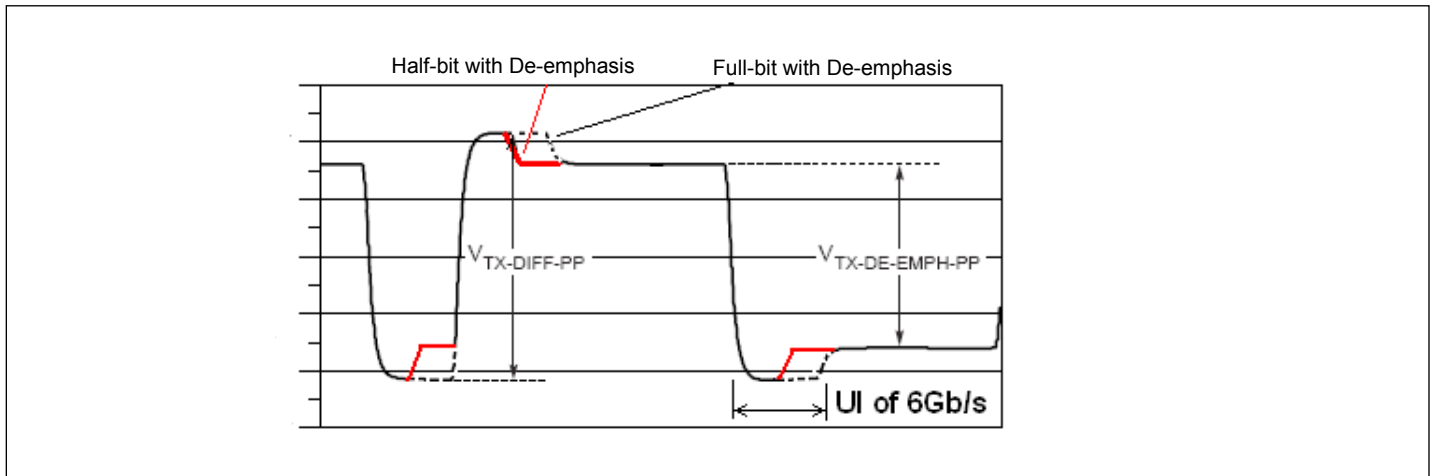 Half-bit with De-emphasis
Full-bit with De-emphasis
VTX-DIFF-PP
VTX-DE-EMPH-PP
UI of 6Gb/s